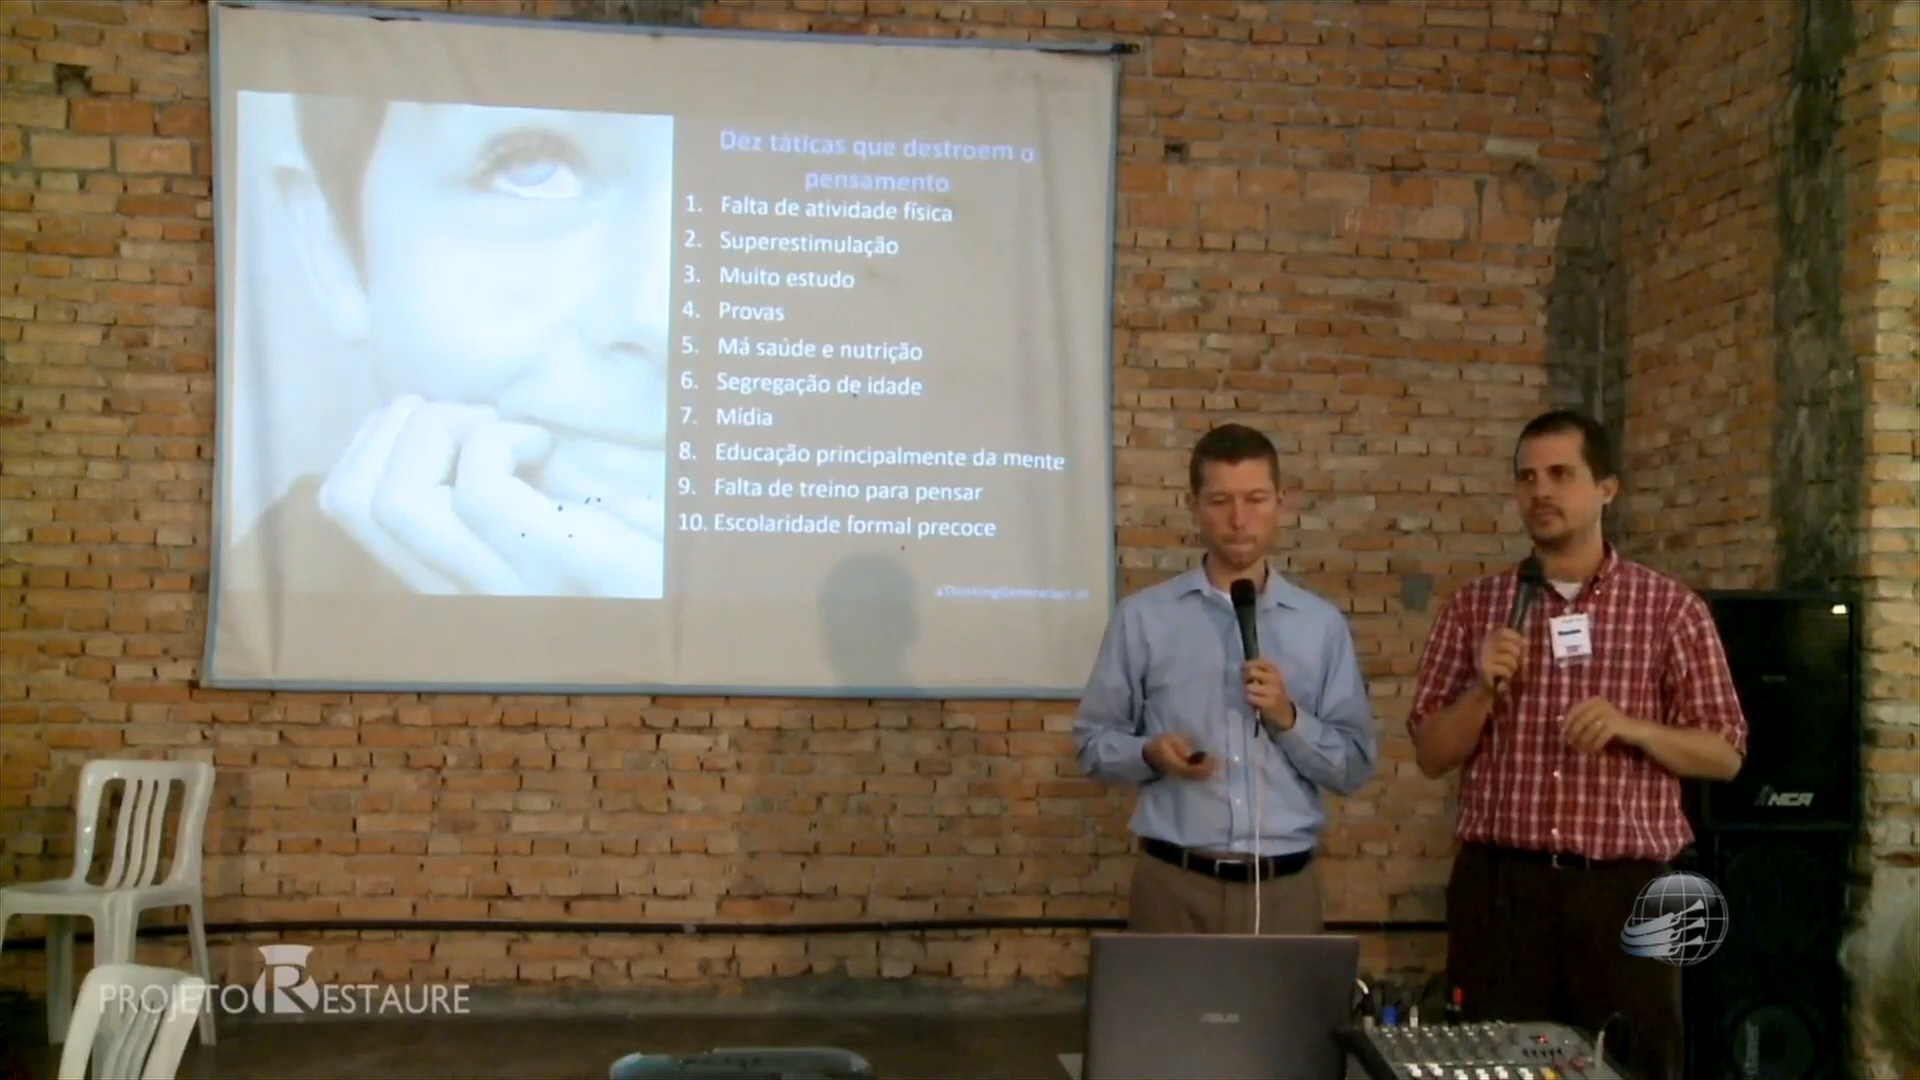 Dez táticas que destroem o
pensamento
1. Falta de atividade física
2. Superestimulação
3. Muito estudo
4. Provas
5. Má saúde e nutrição
6. Segregação de idade
7. Mídia
8. Educação principalmente da mente
9. Falta de treino para pensar
10. Escolaridade formal precoce
NCA
PROJETO RESTAURE
ASUS